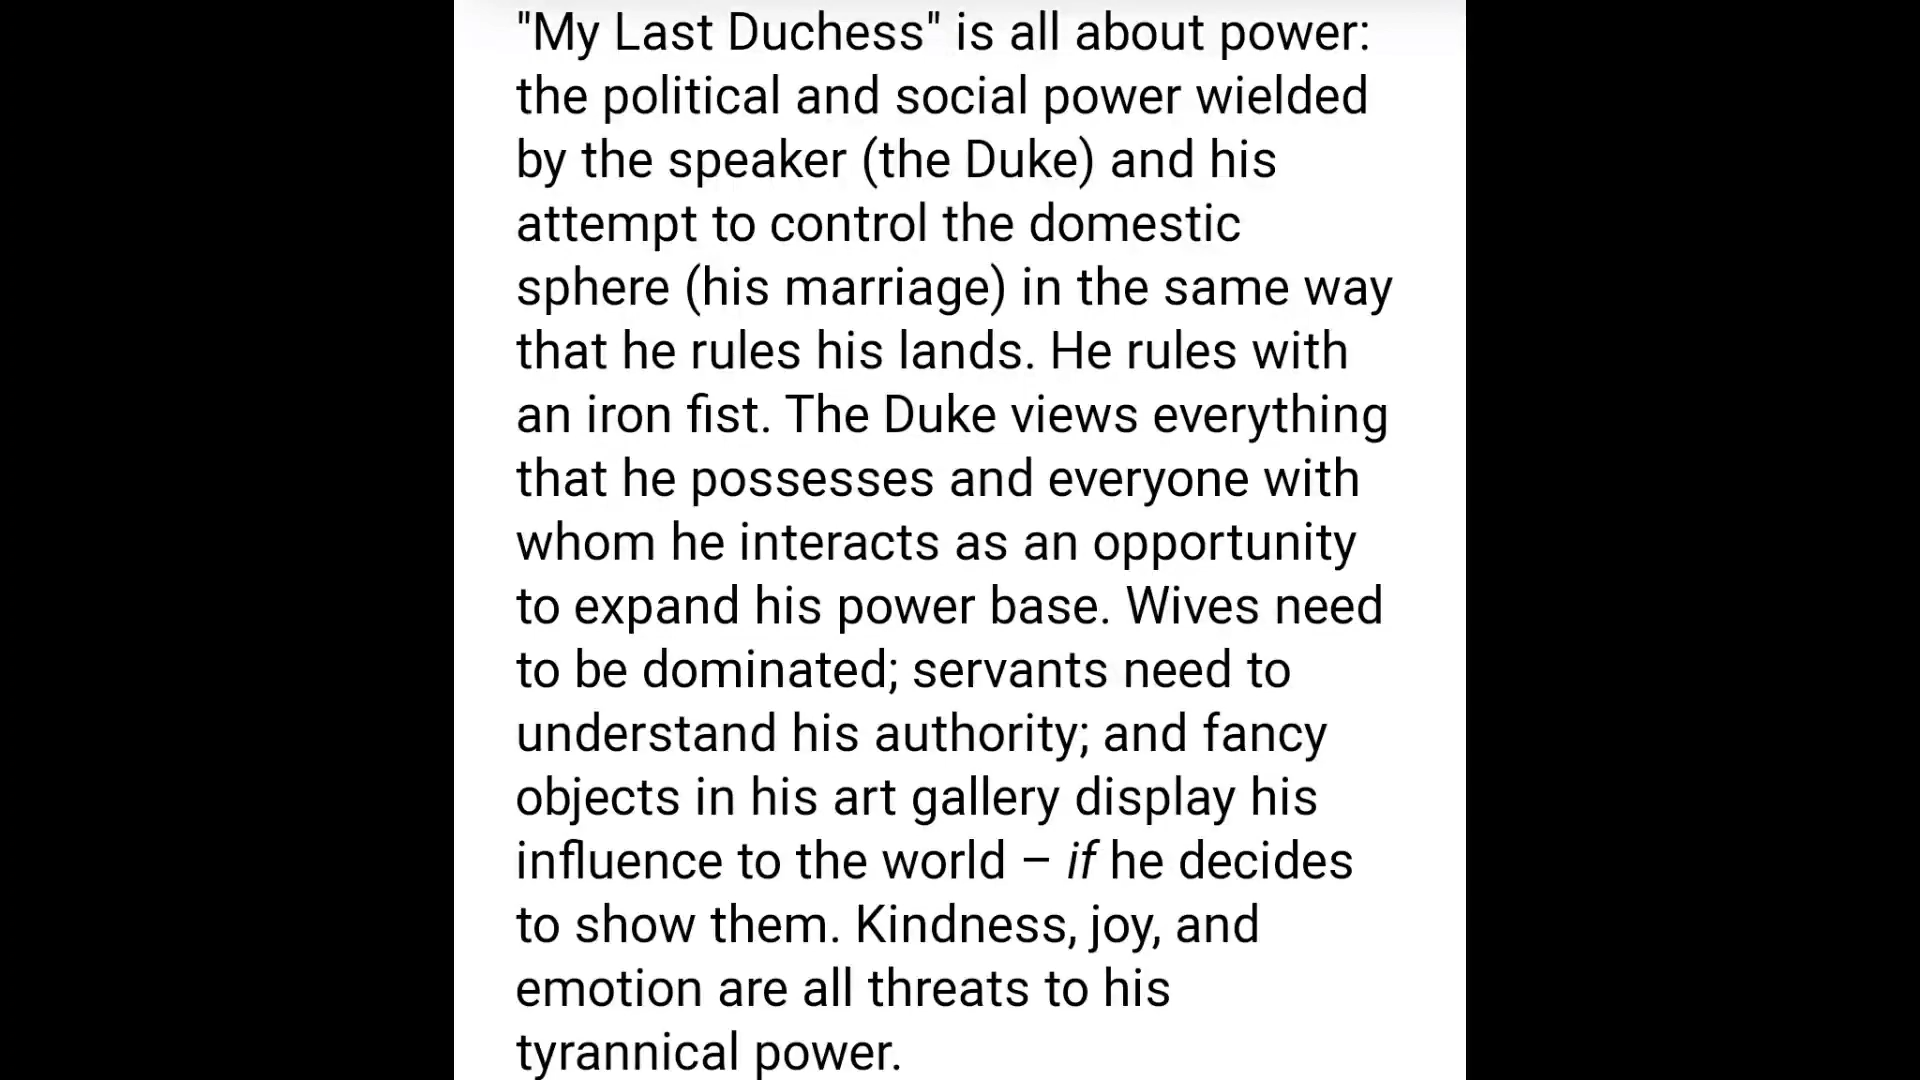 "My Last Duchess" is all about power:
the political and social power wielded
by the speaker (the Duke) and his
attempt to control the domestic
sphere (his marriage) in the same way
that he rules his lands. He rules with
an iron fist. The Duke views everything
that he possesses and everyone with
whom he interacts as an opportunity
to expand his power base. Wives need
to be dominated; servants need to
understand his authority; and fancy
objects in his art gallery display his
influence to the world – if he decides
to show them. Kindness, joy, and
emotion are all threats to his
tyrannical power.